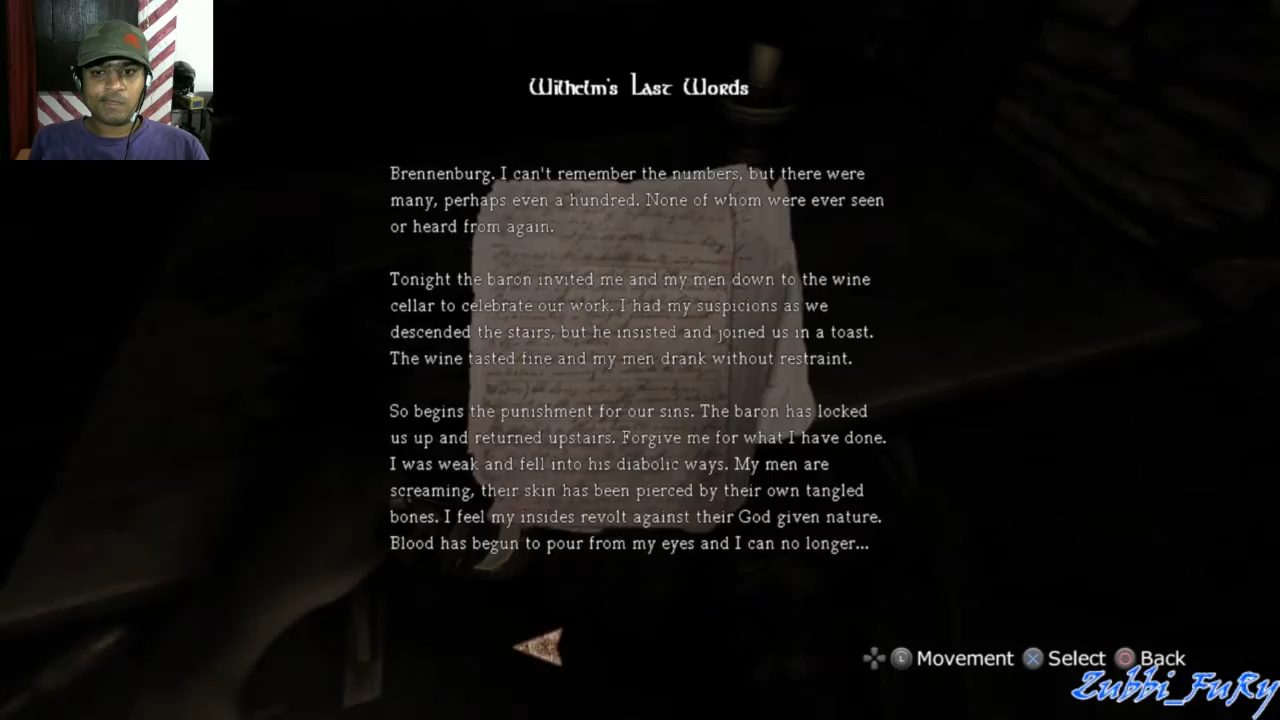 Wilhelm's Last Words
Brennenburg. I can't remember the numbers, but there were
many, perhaps even a hundred. None of whom were ever seen
or heard from again.
Tonight the baron invited me and my men down to the wine
cellar to celebrate our work. I had my suspicions as we
descended the stairs, but he insisted and joined us in a toast.
The wine tasted fine and my men drank without restraint.
So begins the punishment for our sins. The baron has locked
us up and returned upstairs. Forgive me for what I have done.
I was weak and fell into his diabolic ways. My men are
screaming, their skin has been pierced by their own tangled
bones. I feel my insides revolt against their God given nature.
Blood has begun to pour from my eyes and I can no longer...
L Movement X Select O Back
Zubbi_FuRy